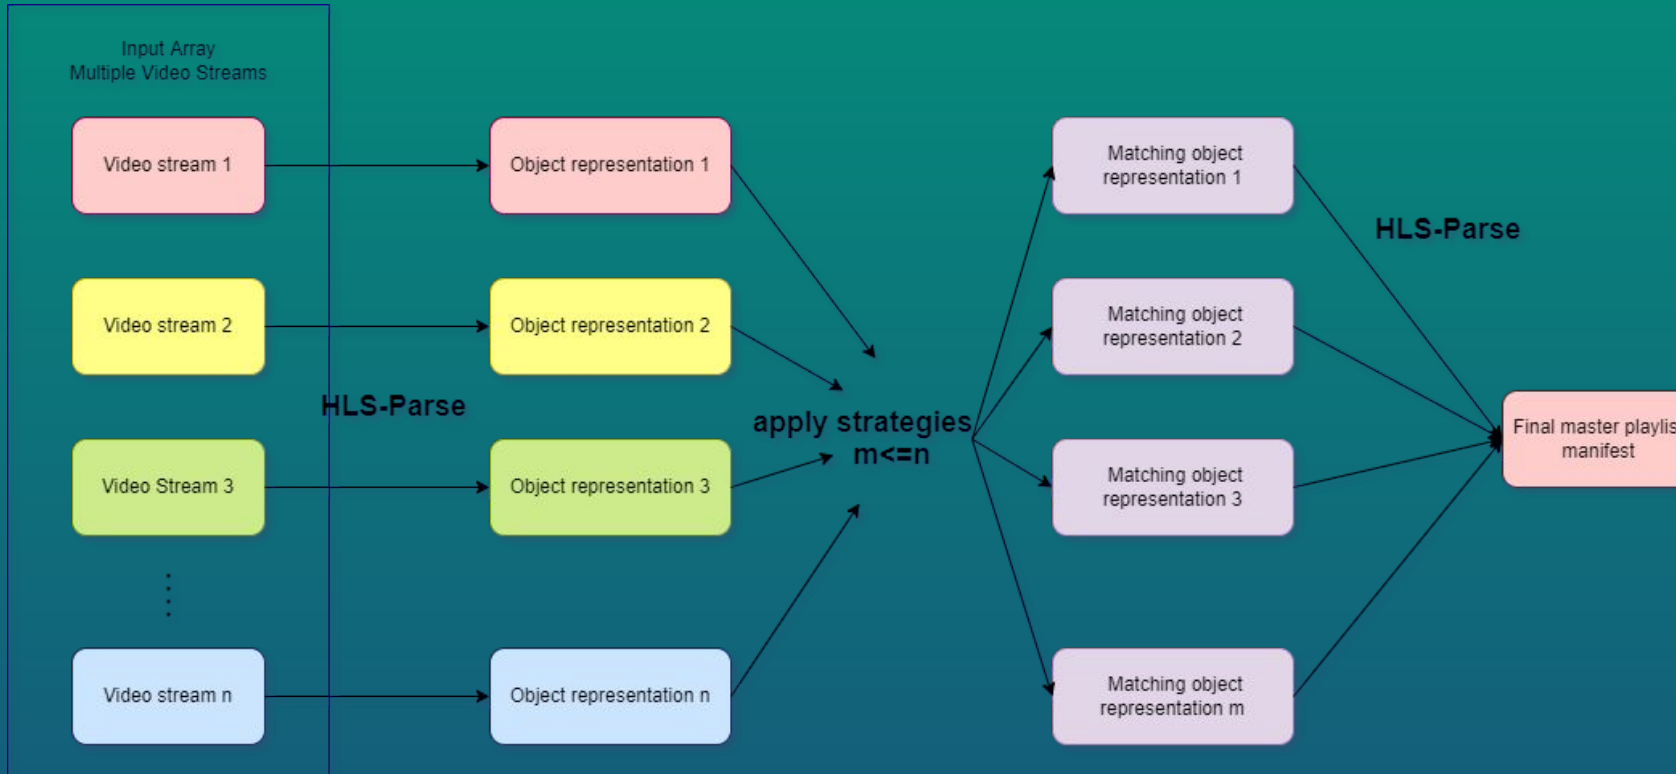 Input Array
Multiple Video Streams
Video stream 1
Object representation 1
Matching object
representation 1
HLS-Parse
Video stream 2
Object representation 2
Matching object
representation 2
HLS-Parse
apply strategies
m<=n
Final master playlis
manifest
Video Stream 3
Object representation 3
Matching object
representation 3
Video stream n
Object representation n
Matching object
representation m